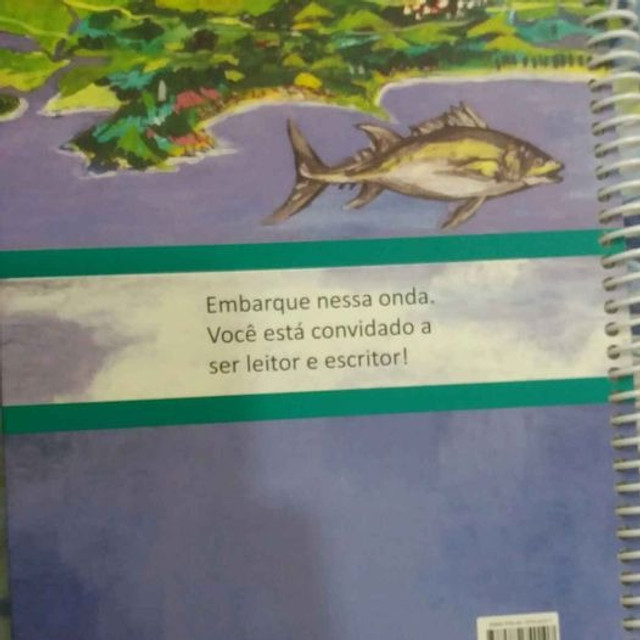 Embarque nessa onda.
Você está convidado a
ser leitor e escritor!